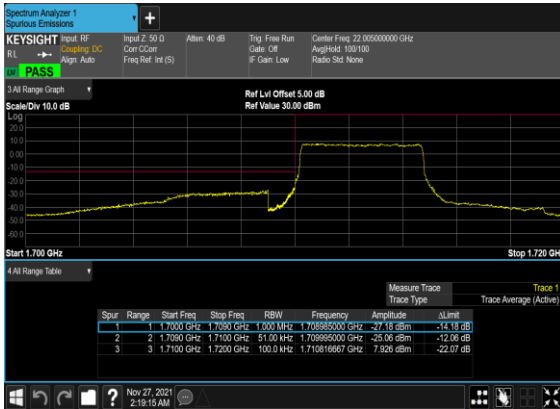 Spectrum Analyzer 1
Spurious Emissions
+
KEYSIGHT Input: RF Input Z: 50 Ω Atten: 40 dB Trig: Free Run Center Freq: 22.005000000 GHz
RL Coupling: DC Corr CCorr Gate: Off Avg|Hold: 100/100
Align: Auto Freq Ref: Int (S) IF Gain: Low Radio Std: None
PASS
3 All Range Graph Ref Lvl Offset 5.00 dB
Scale/Div 10.0 dB Ref Value 30.00 dBm
Log
20.0
10.0
0.00
-10.0
-20.0
-30.0
-40.0
-50.0
-60.0
Start 1.700 GHz Stop 1.720 GH
4 All Range Table
Measure Trace Trace 1
Trace Type Trace Average (Active)
Spur Range Start Freq Stop Freq RBW Frequency Amplitude ΔLimit
1 1 1.7000 GHz 1.7090 GHz 1.000 MHz 1.708985000 GHz -27.18 dBm -14.18 dB
2 2 1.7090 GHz 1.7100 GHz 51.00 kHz 1.709995000 GHz -25.06 dBm -12.06 dB
3 3 1.7100 GHz 1.7200 GHz 100.0 kHz 1.710816667 GHz 7.926 dBm -22.07 dB
? Nov 27, 2021
2:19:15 AM